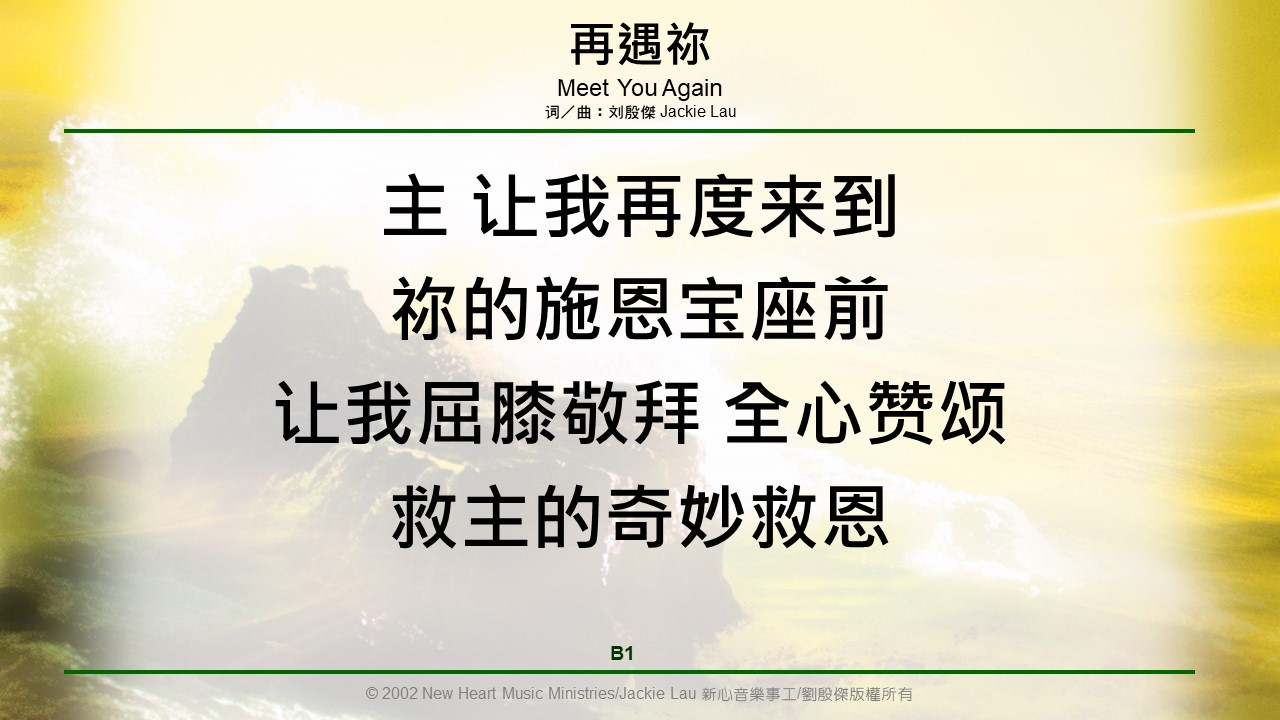 再遇祢
Meet You Again
词／曲：刘殷傑 Jackie Lau
主 让我再度来到
祢的施恩宝座前
让我屈膝敬拜 全心赞颂
救主的奇妙救恩
B1
© 2002 New Heart Music Ministries/Jackie Lau 新心音樂事工/劉殷傑版權所有